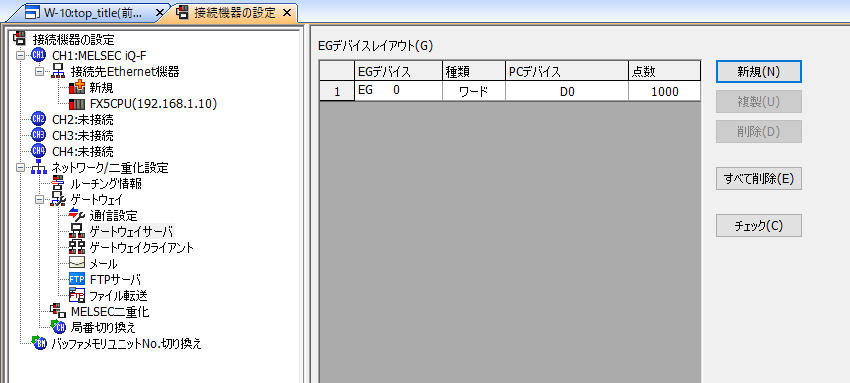 W-10:top_title(前... 接続機器の設定
接続機器の設定
CH1:MELSEC iQ-F
接続先Ethernet機器
新規
FX5CPU(192.168.1.10)
CH2:未接続
CH3:未接続
CH4:未接続
ネットワーク/二重化設定
ルーチング情報
ゲートウェイ
通信設定
ゲートウェイサーバ
ゲートウェイクライアント
メール
FTPサーバ
ファイル転送
MELSEC二重化
局番切り換え
バッファメモリユニットNo.切り換え
EGデバイスレイアウト(G)
EGデバイス 種類 PCデバイス 点数
1 EG 0 ワード D0 1000
新規(N)
複製(U)
削除(D)
すべて削除(E)
チェック(C)